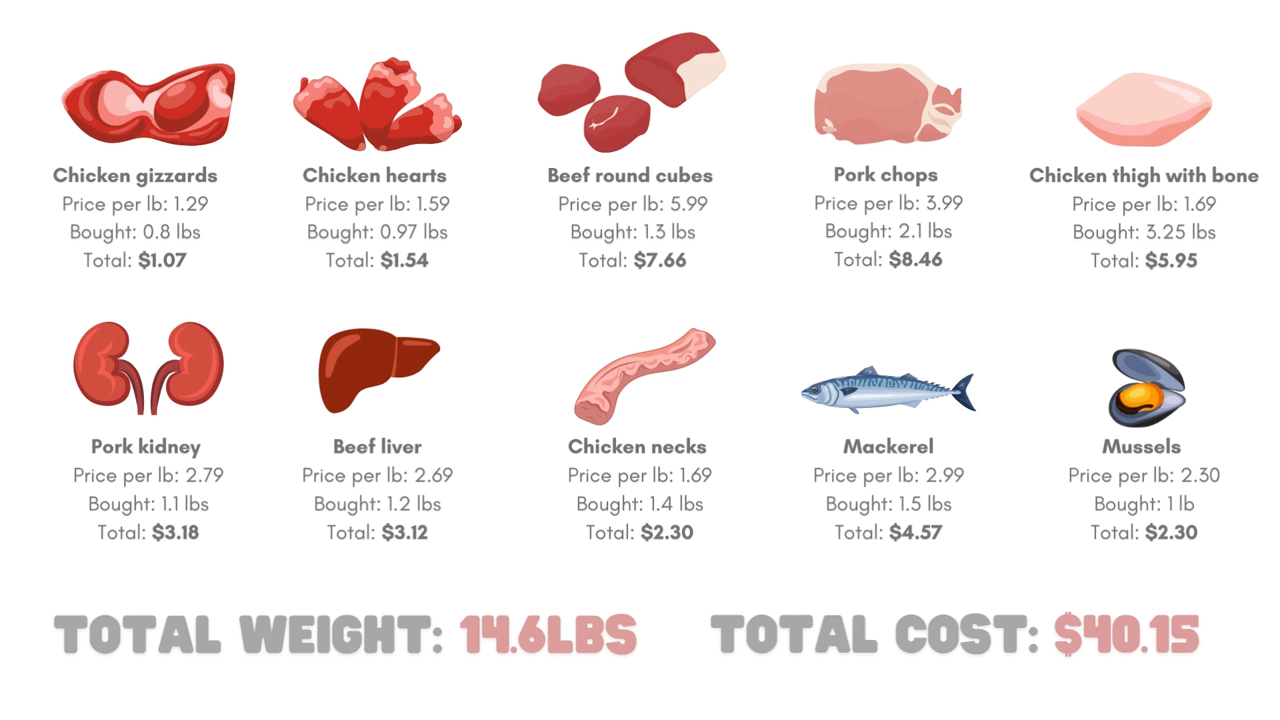 Chicken gizzards
Price per lb: 1.29
Bought: 0.8 lbs
Total: $1.07
Chicken hearts
Price per lb: 1.59
Bought: 0.97 lbs
Total: $1.54
Beef round cubes
Price per lb: 5.99
Bought: 1.3 lbs
Total: $7.66
Pork chops
Price per lb: 3.99
Bought: 2.1 lbs
Total: $8.46
Chicken thigh with bone
Price per lb: 1.69
Bought: 3.25 lbs
Total: $5.95
Pork kidney
Price per lb: 2.79
Bought: 1.1 lbs
Total: $3.18
Beef liver
Price per lb: 2.69
Bought: 1.2 lbs
Total: $3.12
Chicken necks
Price per lb: 1.69
Bought: 1.4 lbs
Total: $2.30
Mackerel
Price per lb: 2.99
Bought: 1.5 lbs
Total: $4.57
Mussels
Price per lb: 2.30
Bought: 1 lb
Total: $2.30
TOTAL WEIGHT: 14.6LBS
TOTAL COST: $40.15